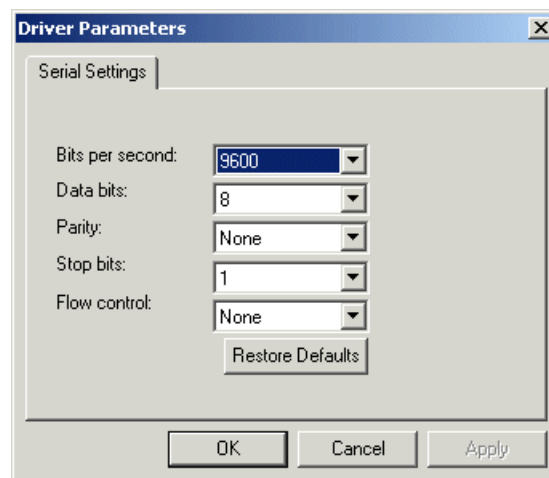 Driver Parameters
Serial Settings
Bits per second: 9600
Data bits: 8
Parity: None
Stop bits: 1
Flow control: None
Restore Defaults
OK Cancel Apply